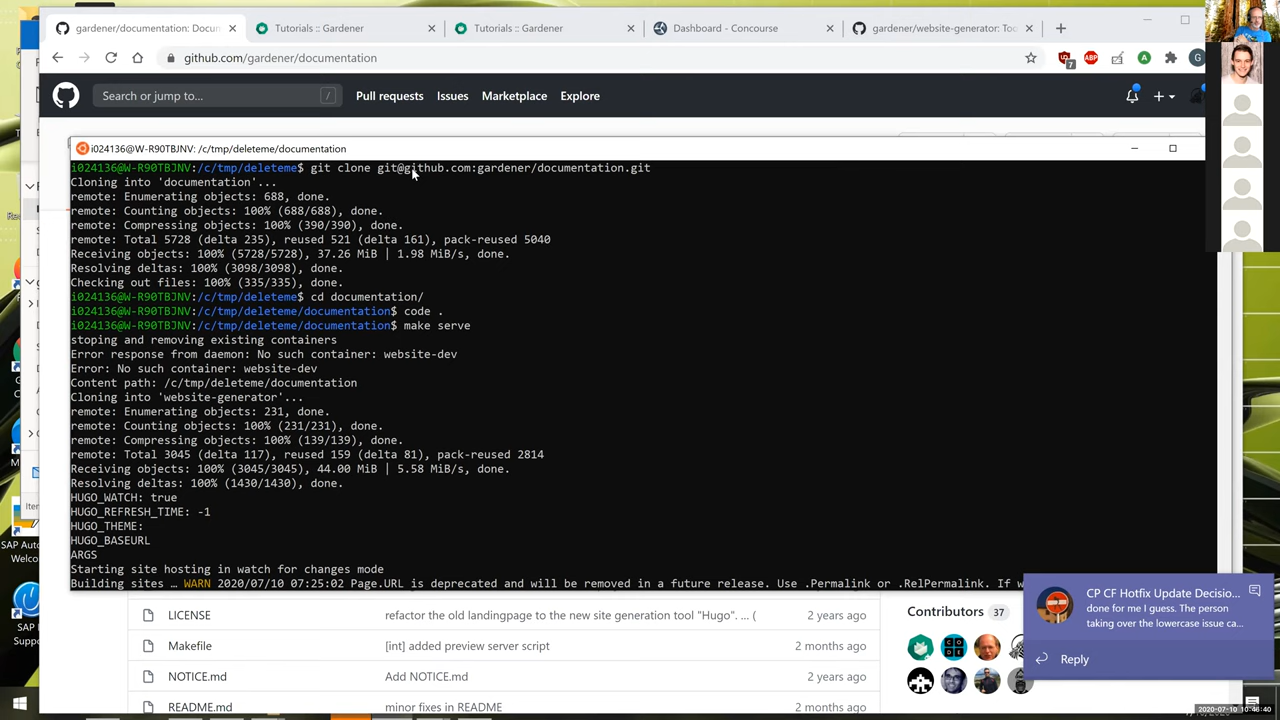 gardener/documentation: Docum
Tutorials :: Gardener
Tutorials :: Gardener
Dashboard - Concourse
gardener/website-generator: Too
github.com/gardener/documentation
7
ABP
A
G
Search or jump to...
/
Pull requests
Issues
Marketplace
Explore
i024136@W-R90TBJNV: /c/tmp/deleteme/documentation
i024136@W-R90TBJNV:/c/tmp/deleteme$ git clone git@github.com:gardener/documentation.git
Cloning into 'documentation'...
remote: Enumerating objects: 688, done.
remote: Counting objects: 100% (688/688), done.
remote: Compressing objects: 100% (390/390), done.
remote: Total 5728 (delta 235), reused 521 (delta 161), pack-reused 5040
Receiving objects: 100% (5728/5728), 37.26 MiB | 1.98 MiB/s, done.
Resolving deltas: 100% (3098/3098), done.
Checking out files: 100% (335/335), done.
i024136@W-R90TBJNV:/c/tmp/deleteme$ cd documentation/
i024136@W-R90TBJNV:/c/tmp/deleteme/documentation$ code .
i024136@W-R90TBJNV:/c/tmp/deleteme/documentation$ make serve
stoping and removing existing containers
Error response from daemon: No such container: website-dev
Error: No such container: website-dev
Content path: /c/tmp/deleteme/documentation
Cloning into 'website-generator'...
remote: Enumerating objects: 231, done.
remote: Counting objects: 100% (231/231), done.
remote: Compressing objects: 100% (139/139), done.
remote: Total 3045 (delta 117), reused 159 (delta 81), pack-reused 2814
Receiving objects: 100% (3045/3045), 44.00 MiB | 5.58 MiB/s, done.
Resolving deltas: 100% (1430/1430), done.
HUGO_WATCH: true
HUGO_REFRESH_TIME: -1
HUGO_THEME:
HUGO_BASEURL
ARGS
Starting site hosting in watch for changes mode
Building sites … WARN 2020/07/10 07:25:02 Page.URL is deprecated and will be removed in a future release. Use .Permalink or .RelPermalink. If w
LICENSE
refactor the old landingpage to the new site generation tool "Hugo". ... (
2 years ago
Makefile
[int] added preview server script
2 months ago
NOTICE.md
Add NOTICE.md
2 years ago
README.md
minor fixes in README
2 months ago
Contributors 37
CP CF Hotfix Update Decisio...
done for me I guess. The person
taking over the lowercase issue ca...
Reply
SAP Auto
Welco
SAP P
Suppo
2020-07-10 10:46:40